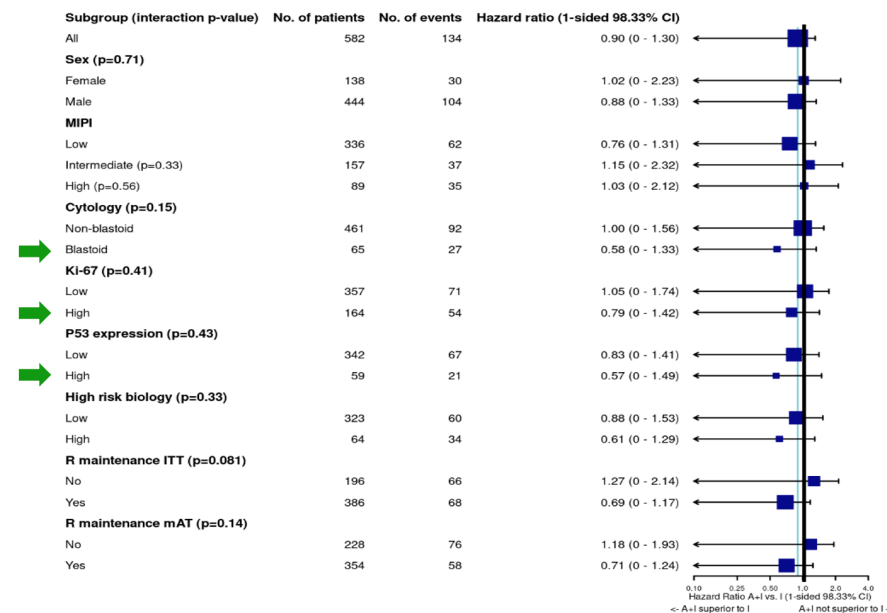 Subgroup (interaction p-value) No. of patients No. of events Hazard ratio (1-sided 98.33% CI)
All 582 134 0.90 (0 - 1.30)
Sex (p=0.71)
Female 138 30 1.02 (0 - 2.23)
Male 444 104 0.88 (0 - 1.33)
MIPI
Low 336 62 0.76 (0 - 1.31)
Intermediate (p=0.33) 157 37 1.15 (0 - 2.32)
High (p=0.56) 89 35 1.03 (0 - 2.12)
Cytology (p=0.15)
Non-blastoid 461 92 1.00 (0 - 1.56)
Blastoid 65 27 0.58 (0 - 1.33)
Ki-67 (p=0.41)
Low 357 71 1.05 (0 - 1.74)
High 164 54 0.79 (0 - 1.42)
P53 expression (p=0.43)
Low 342 67 0.83 (0 - 1.41)
High 59 21 0.57 (0 - 1.49)
High risk biology (p=0.33)
Low 323 60 0.88 (0 - 1.53)
High 64 34 0.61 (0 - 1.29)
R maintenance ITT (p=0.081)
No 196 66 1.27 (0 - 2.14)
Yes 386 68 0.69 (0 - 1.17)
R maintenance mAT (p=0.14)
No 228 76 1.18 (0 - 1.93)
Yes 354 58 0.71 (0 - 1.24)
0.10 0.25 0.50 1.0 2.0 4.0
Hazard Ratio A+I vs. I (1-sided 98.33% CI)
<- A+I superior to I A+I not superior to I -